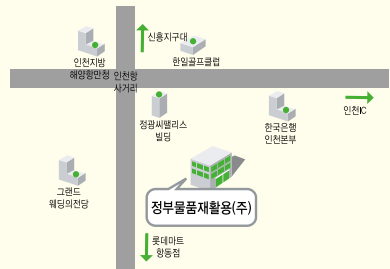 신흥지구대
인천지방
해양항만청
한일골프클럽
인천항
사거리
인천IC
정광씨팰리스
빌딩
한국은행
인천본부
그랜드
웨딩의전당
정부물품재활용(주)
롯데마트
항동점